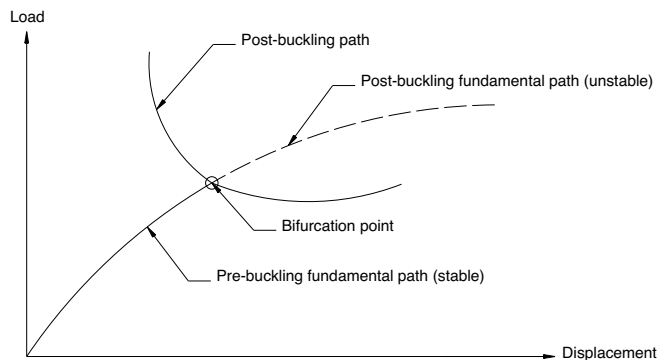 Load
Post-buckling path
Post-buckling fundamental path (unstable)
Bifurcation point
Pre-buckling fundamental path (stable)
Displacement